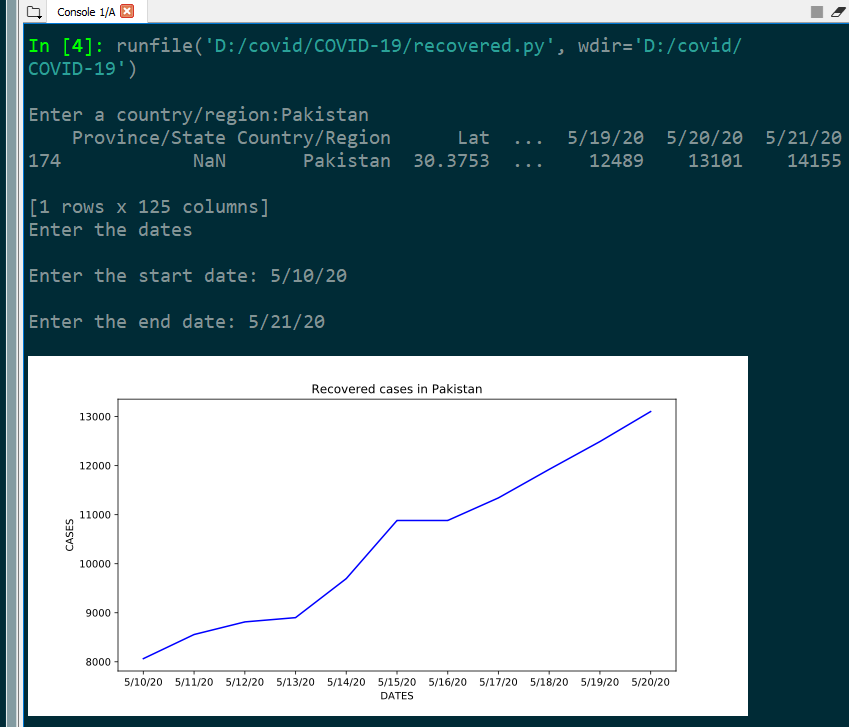 Console 1/A
In [4]: runfile('D:/covid/COVID-19/recovered.py', wdir='D:/covid/
COVID-19')
Enter a country/region:Pakistan
Province/State Country/Region Lat ... 5/19/20 5/20/20 5/21/20
174 NaN Pakistan 30.3753 ... 12489 13101 14155
[1 rows x 125 columns]
Enter the dates
Enter the start date: 5/10/20
Enter the end date: 5/21/20
Recovered cases in Pakistan
13000
12000
11000
10000
9000
8000
CASES
5/10/20 5/11/20 5/12/20 5/13/20 5/14/20 5/15/20 5/16/20 5/17/20 5/18/20 5/19/20 5/20/20
DATES